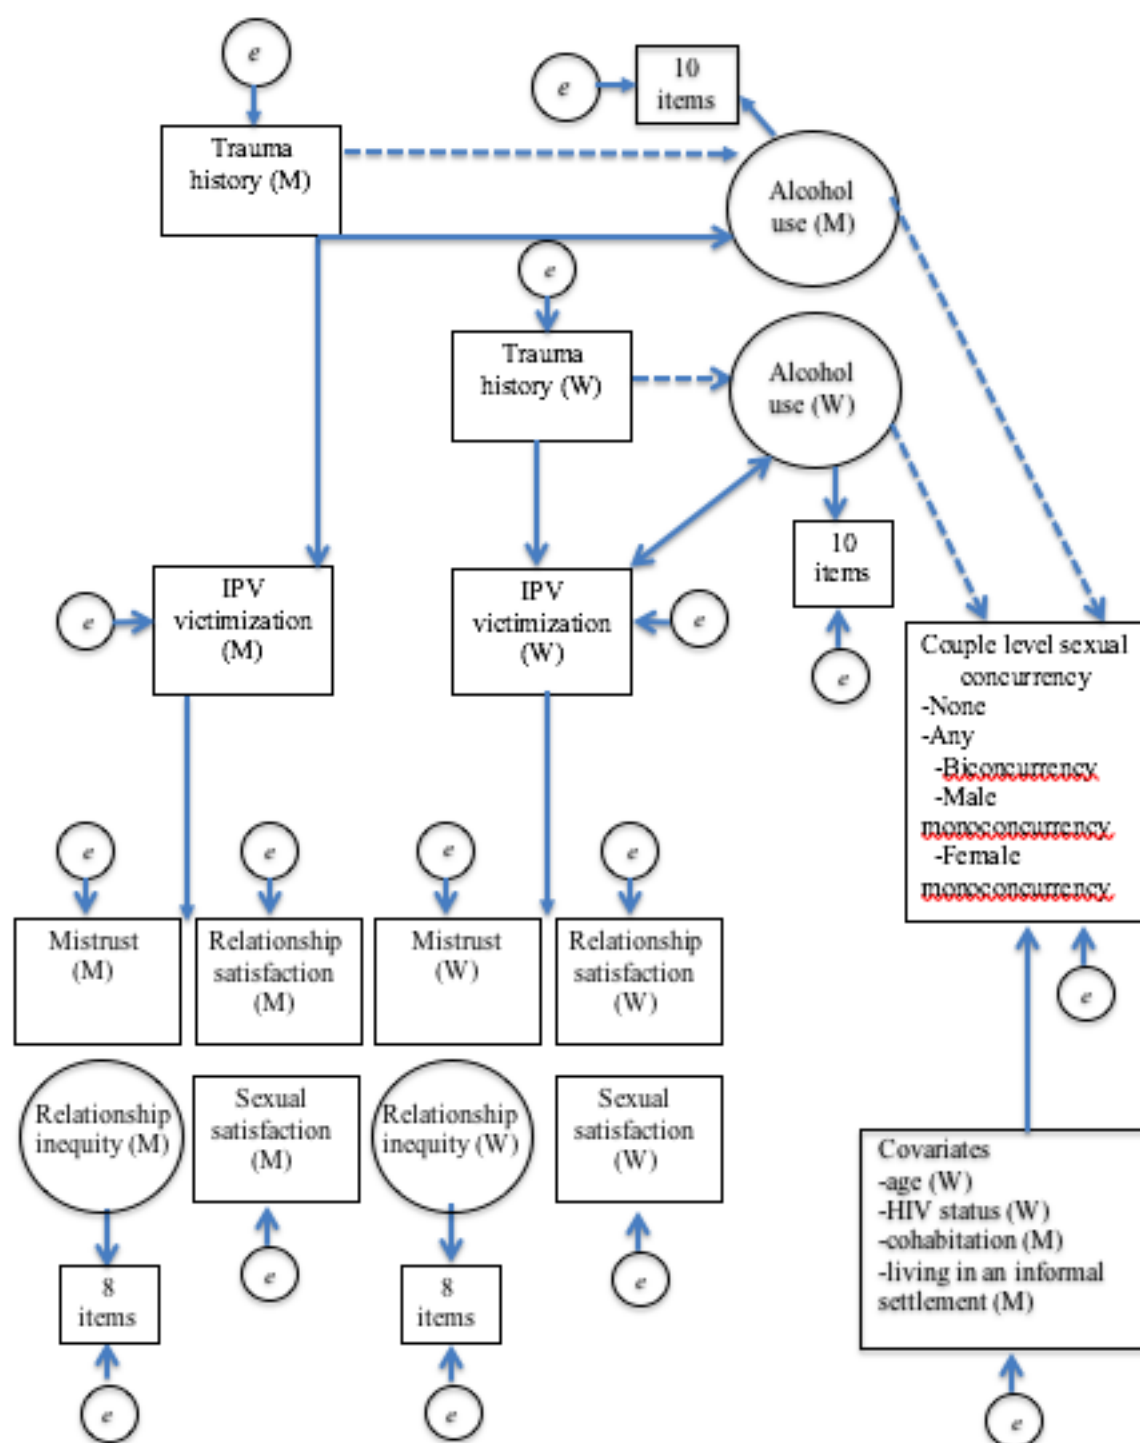 e
e
10
items
Trauma
history (M)
Alcohol
use (M)
e
Trauma
history (W)
Alcohol
use (W)
10
items
e
IPV
victimization
(M)
e
IPV
victimization
(W)
e
e
Couple level sexual
concurrency
-None
-Any
-Biconcurrency
-Male
monoconcurrency
-Female
monoconcurrency
e
e
e
e
e
Mistrust
(M)
Relationship
satisfaction
(M)
Mistrust
(W)
Relationship
satisfaction
(W)
Relationship
inequity (M)
Sexual
satisfaction
(M)
Relationship
inequity (W)
Sexual
satisfaction
(W)
Covariates
-age (W)
-HIV status (W)
-cohabitation (M)
-living in an informal
settlement (M)
8
items
e
8
items
e
e
e
e